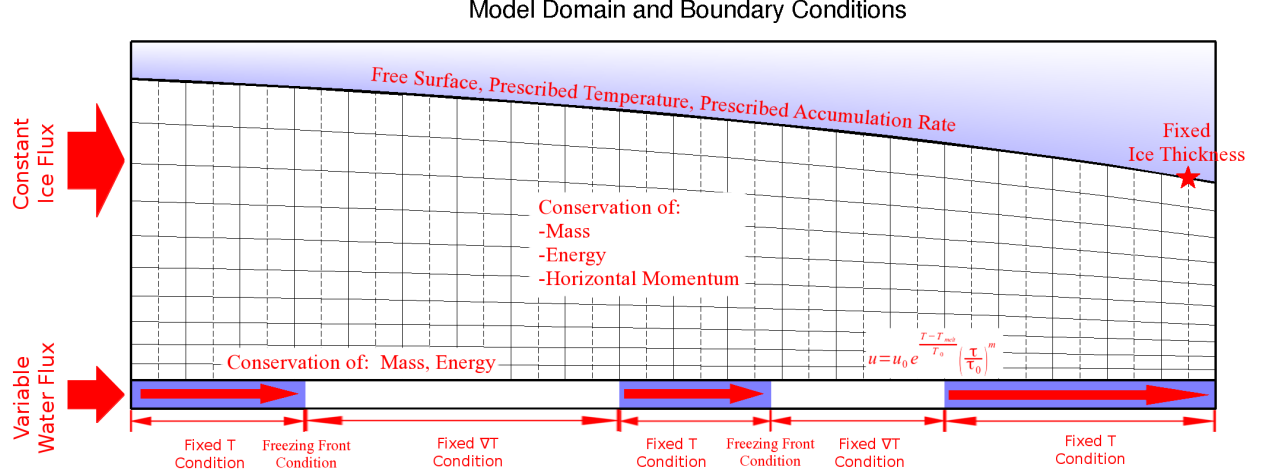 Model Domain and Boundary Conditions
Free Surface, Prescribed Temperature, Prescribed Accumulation Rate
Fixed
Ice Thickness
Constant
Ice Flux
Conservation of:
-Mass
-Energy
-Horizontal Momentum
Conservation of: Mass, Energy
u=u₀e^((T−T_melt)/T₀)(τ/τ₀)^m
Variable
Water Flux
Fixed T
Condition
Freezing Front
Condition
Fixed ∇T
Condition
Fixed T
Condition
Freezing Front
Condition
Fixed ∇T
Condition
Fixed T
Condition